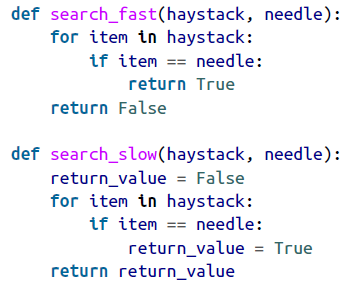 def search_fast(haystack, needle):
    for item in haystack:
        if item == needle:
            return True
    return False

def search_slow(haystack, needle):
    return_value = False
    for item in haystack:
        if item == needle:
            return_value = True
    return return_value